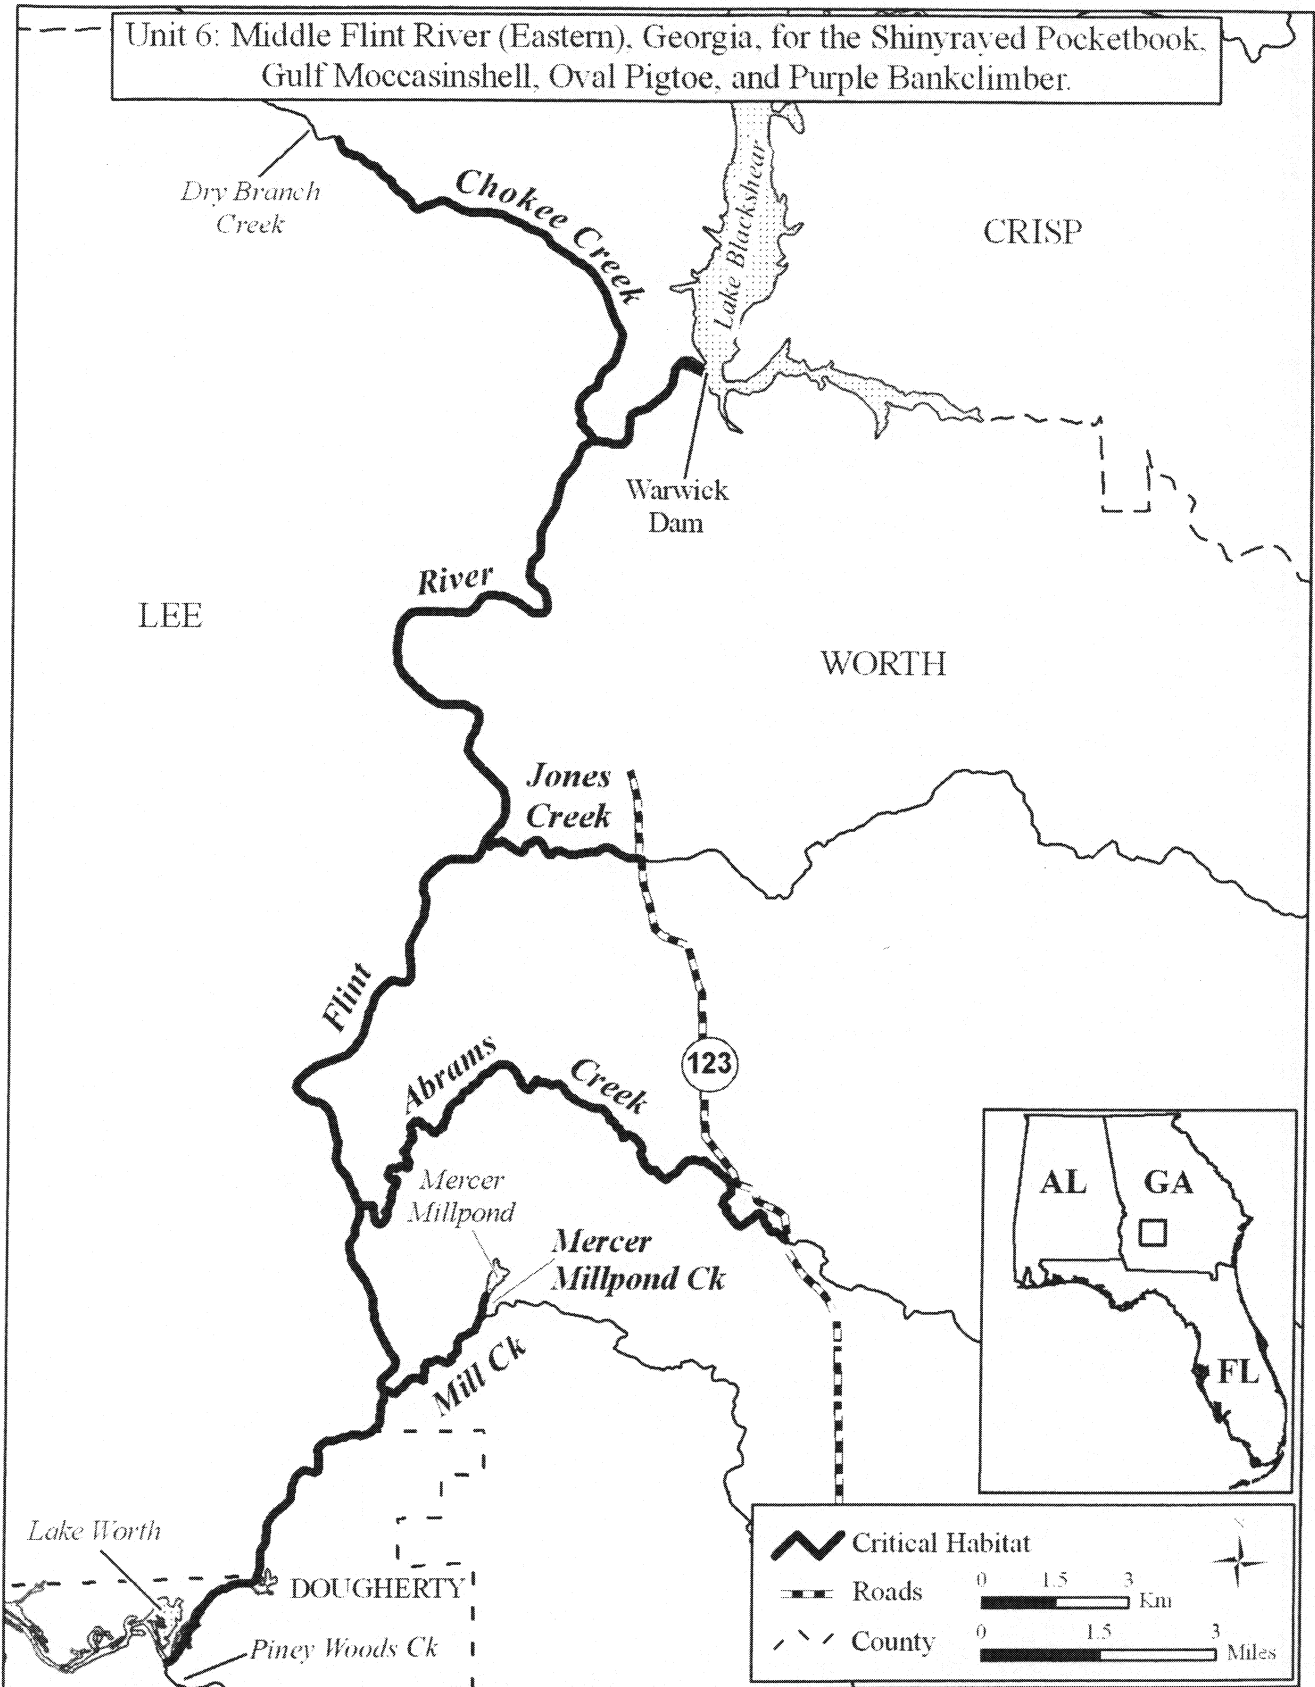 Unit 6: Middle Flint River (Eastern), Georgia, for the Shinyrayed Pocketbook,
Gulf Moccasinshell, Oval Pigtoe, and Purple Bankclimber.
Dry Branch
Creek
Chokee Creek
Lake Blackshear
CRISP
Warwick
Dam
River
LEE
WORTH
Jones
Creek
Flint
123
Abrams
Creek
Mercer
Millpond
Mercer
Millpond Ck
Mill Ck
AL
GA
FL
Lake Worth
DOUGHERTY
Piney Woods Ck
Critical Habitat
Roads
County
N
0 1.5 3
Km
0 1.5 3
Miles